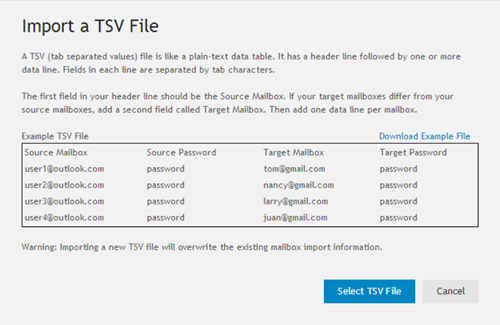 Import a TSV File
A TSV (tab separated values) file is like a plain-text data table. It has a header line followed by one or more
data line. Fields in each line are separated by tab characters.
The first field in your header line should be the Source Mailbox. If your target mailboxes differ from your
source mailboxes, add a second field called Target Mailbox. Then add one data line per mailbox.
Example TSV File Download Example File
Source Mailbox Source Password Target Mailbox Target Password
user1@outlook.com password tom@gmail.com password
user2@outlook.com password nancy@gmail.com password
user3@outlook.com password larry@gmail.com password
user4@outlook.com password juan@gmail.com password
Warning: Importing a new TSV file will overwrite the existing mailbox import information.
Select TSV File Cancel